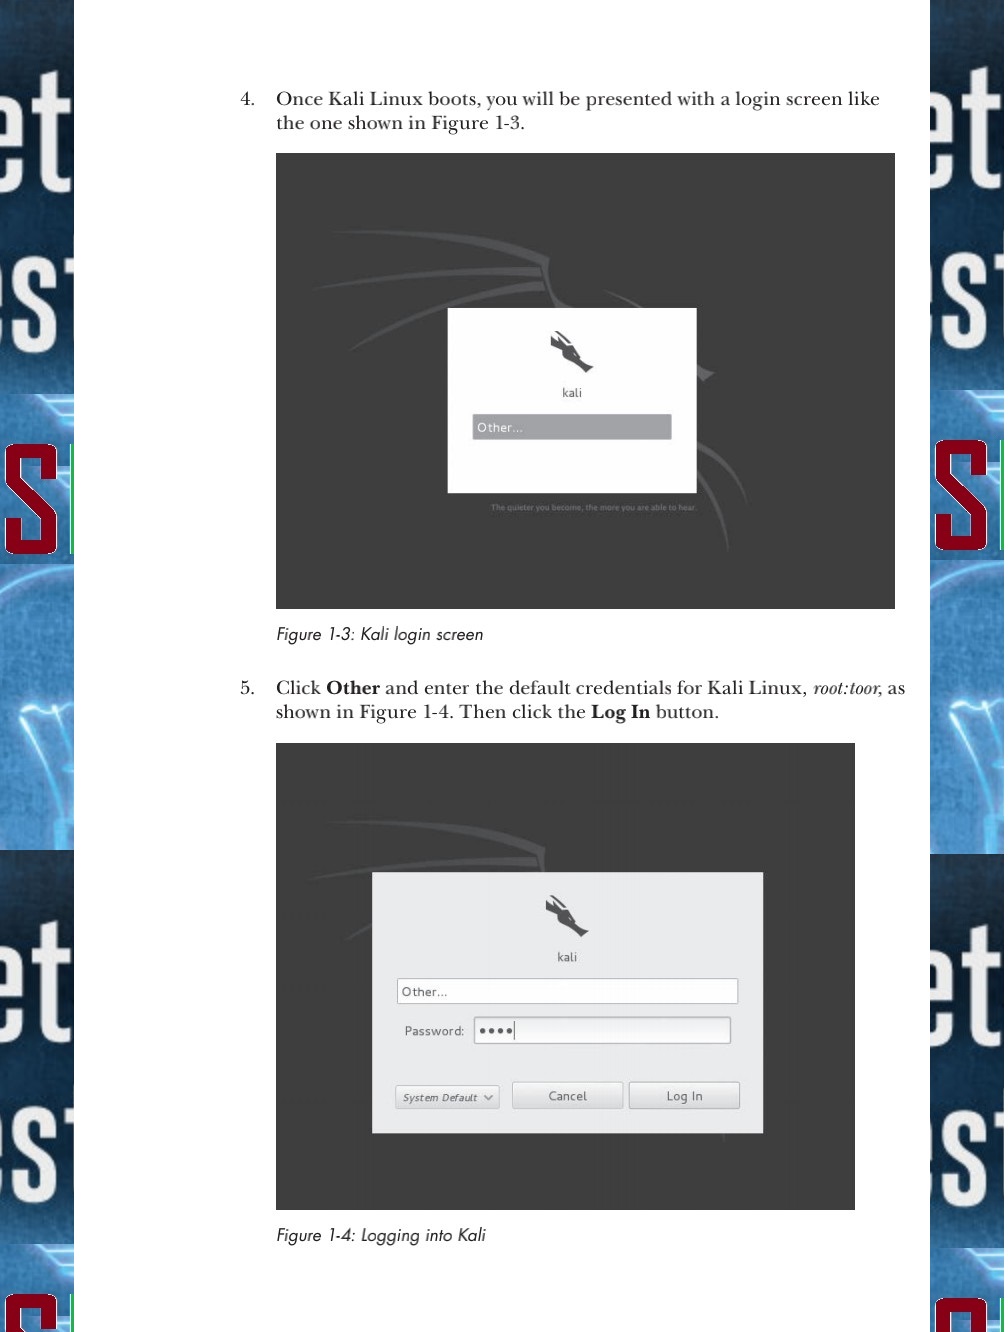 4. Once Kali Linux boots, you will be presented with a login screen like
the one shown in Figure 1-3.
kali
Other...
The quieter you become, the more you are able to hear.
Figure 1-3: Kali login screen
5. Click Other and enter the default credentials for Kali Linux, root:toor, as
shown in Figure 1-4. Then click the Log In button.
kali
Other...
Password: ••••
System Default Cancel Log In
Figure 1-4: Logging into Kali
et
et
s
s
S
S
et
et
s
s